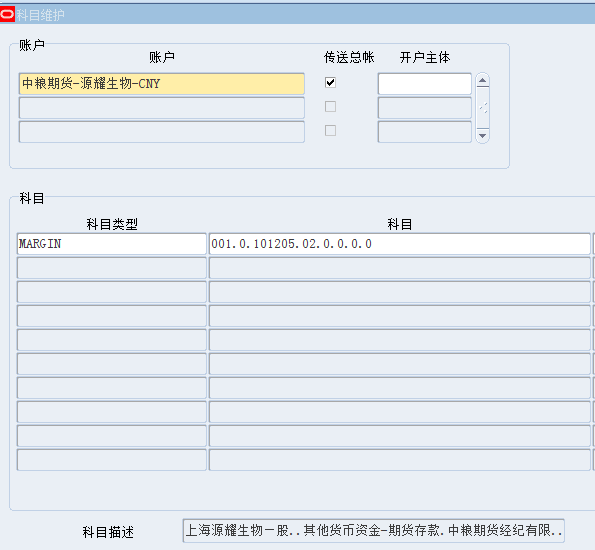 科目维护
账户
账户 传送总帐 开户主体
中粮期货-源耀生物-CNY
科目
科目类型 科目
MARGIN 001.0.101205.02.0.0.0.0
科目描述 上海源耀生物－股..其他货币资金-期货存款.中粮期货经纪有限..